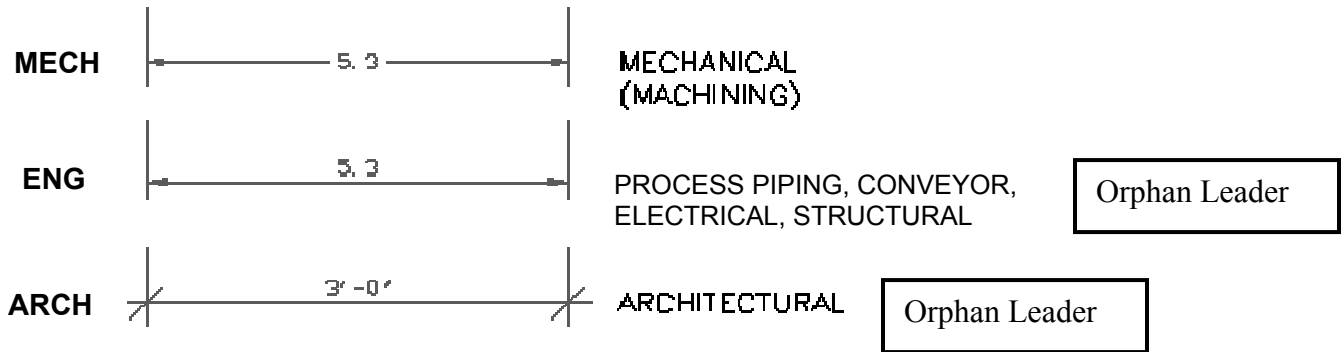 MECH 5.3 MECHANICAL
(MACHINING)
ENG 5.3 PROCESS PIPING, CONVEYOR,
ELECTRICAL, STRUCTURAL
Orphan Leader
ARCH 3'-0" ARCHITECTURAL
Orphan Leader